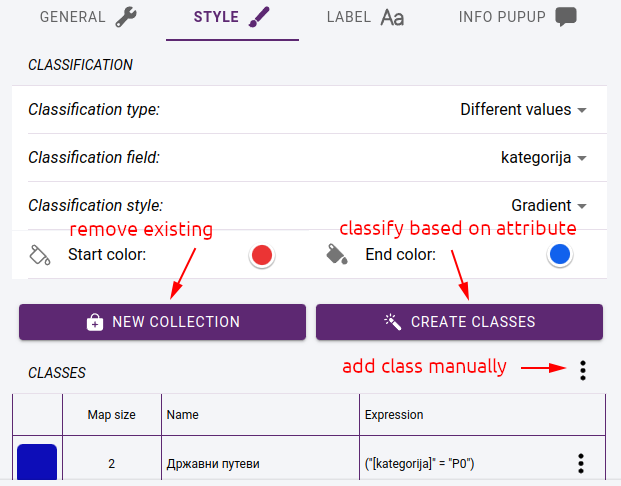 GENERAL
STYLE
LABEL Aa
INFO PUPUP
CLASSIFICATION
Classification type: Different values
Classification field: kategorija
Classification style: Gradient
remove existing classify based on attribute
Start color: End color:
NEW COLLECTION CREATE CLASSES
add class manually
CLASSES
Map size Name Expression
2 Државни путеви ("[kategorija]" = "P0")